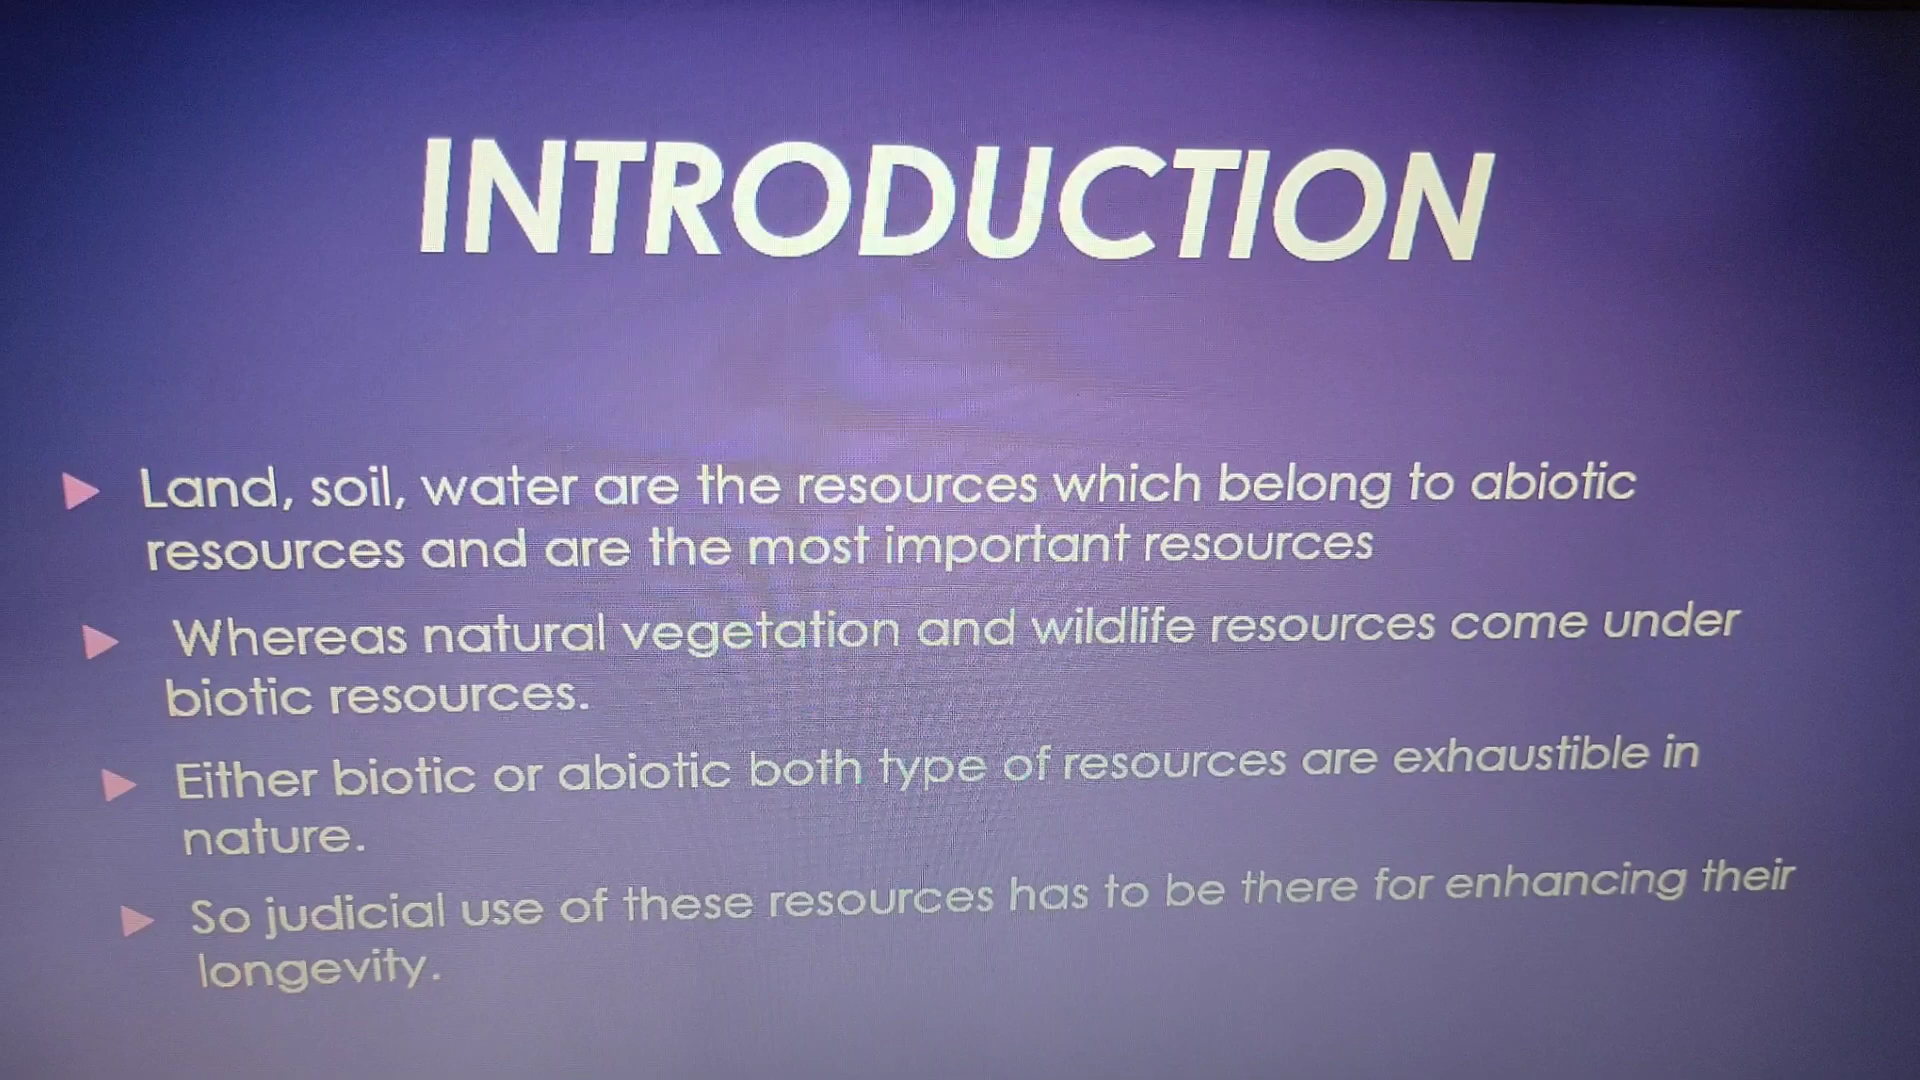 INTRODUCTION
Land, soil, water are the resources which belong to abiotic
resources and are the most important resources
Whereas natural vegetation and wildlife resources come under
biotic resources.
Either biotic or abiotic both type of resources are exhaustible in
nature.
So judicial use of these resources has to be there for enhancing their
longevity.